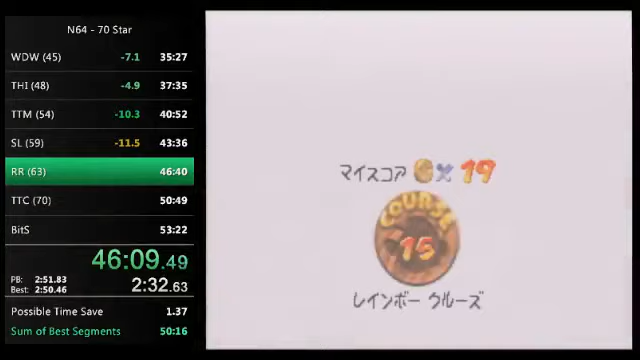 N64 - 70 Star
WDW (45) -7.1 35:27
THI (48) -4.9 37:35
TTM (54) -10.3 40:52
SL (59) -11.5 43:36
RR (63) 46:40
TTC (70) 50:49
BitS 53:22
46:09.49
PB: 2:51.83
Best: 2:50.46
2:32.63
Possible Time Save 1.37
Sum of Best Segments 50:16
マイスコア × 19
COURSE
15
レインボー クルーズ